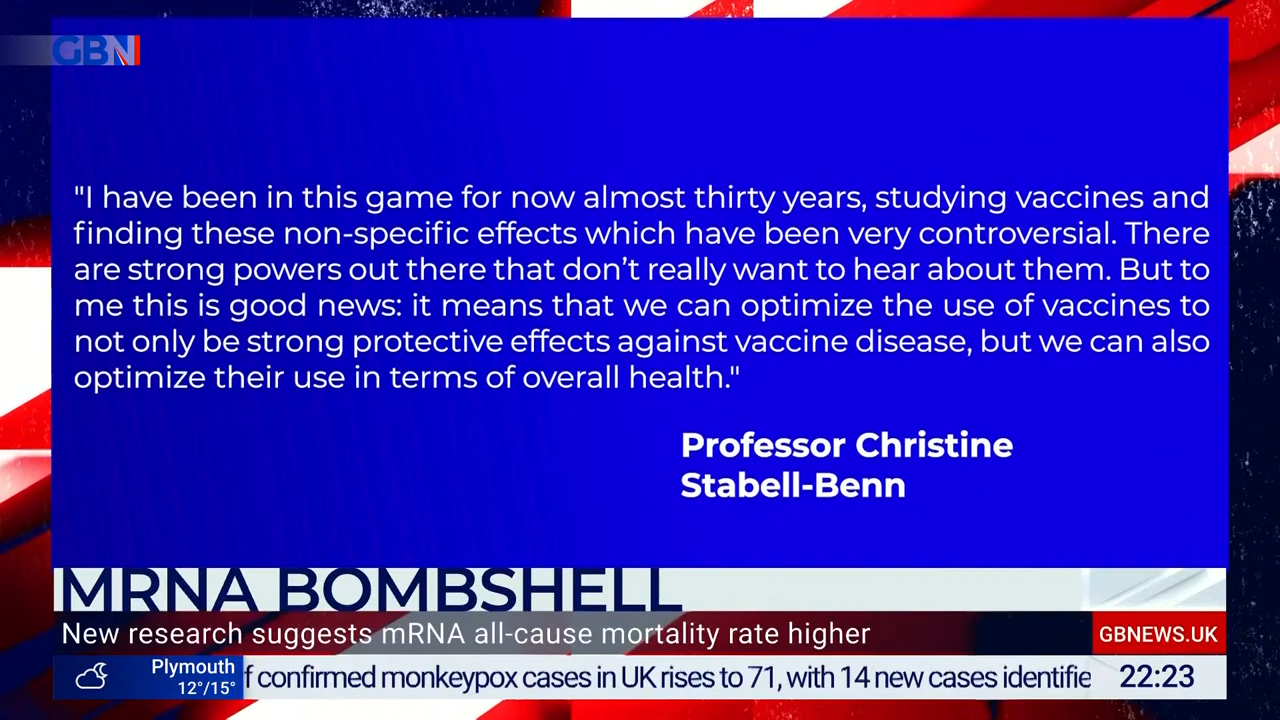 GBN
"I have been in this game for now almost thirty years, studying vaccines and
finding these non-specific effects which have been very controversial. There
are strong powers out there that don't really want to hear about them. But to
me this is good news: it means that we can optimize the use of vaccines to
not only be strong protective effects against vaccine disease, but we can also
optimize their use in terms of overall health."
Professor Christine
Stabell-Benn
MRNA BOMBSHELL
New research suggests mRNA all-cause mortality rate higher
GBNEWS.UK
Plymouth
12°/15°
f confirmed monkeypox cases in UK rises to 71, with 14 new cases identifie
22:23